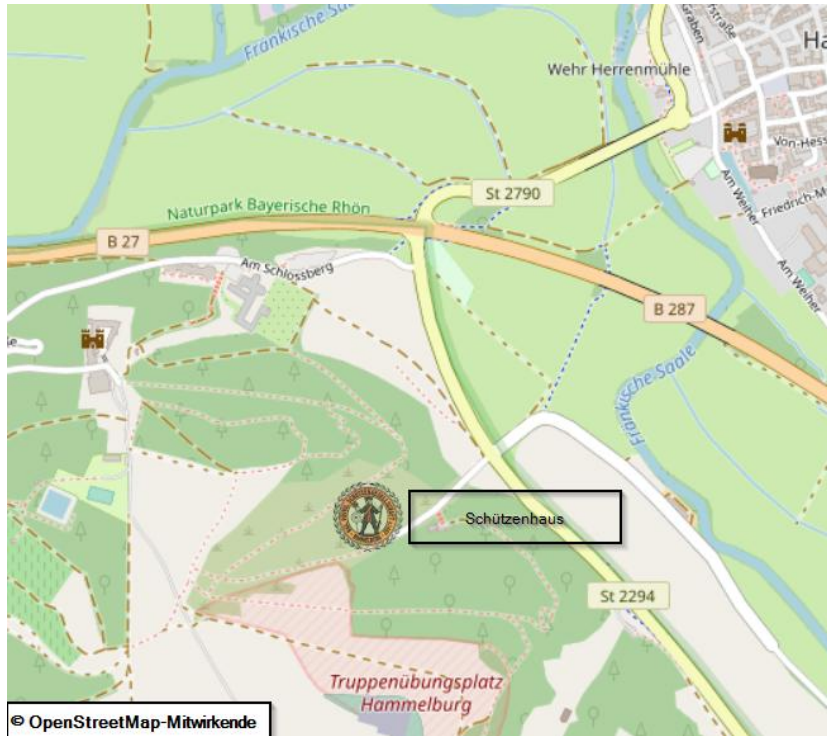 Fränkische Saale
Graben
Ha
Wehr Herrenmühle
Von-Hess
St 2790
Naturpark Bayerische Rhön
Am Weiher
Friedrich-M
B 27
Am Schlossberg
Am Weiher
B 287
Fränkische Saale
Schützenhaus
St 2294
Truppenübungsplatz
Hammelburg
© OpenStreetMap-Mitwirkende